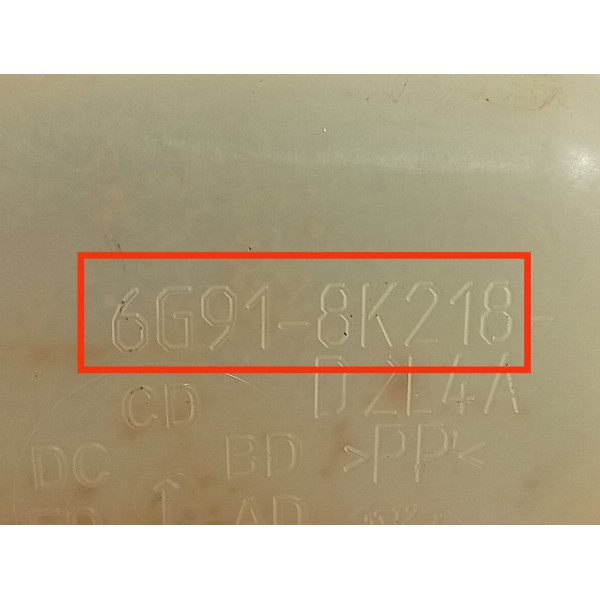 6G91-8K218-
D2L4A
CD
DC BD >PP<
AD